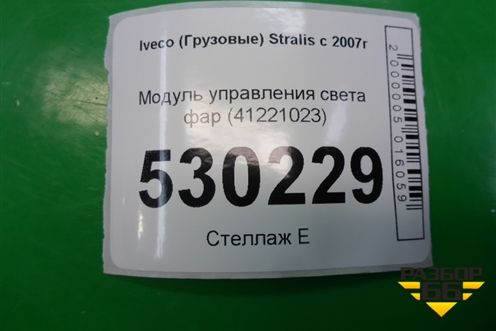 Iveco (Грузовые) Stralis с 2007г
Модуль управления света
фар (41221023)
530229
Стеллаж Е
2000005016059
РАЗБОР
66